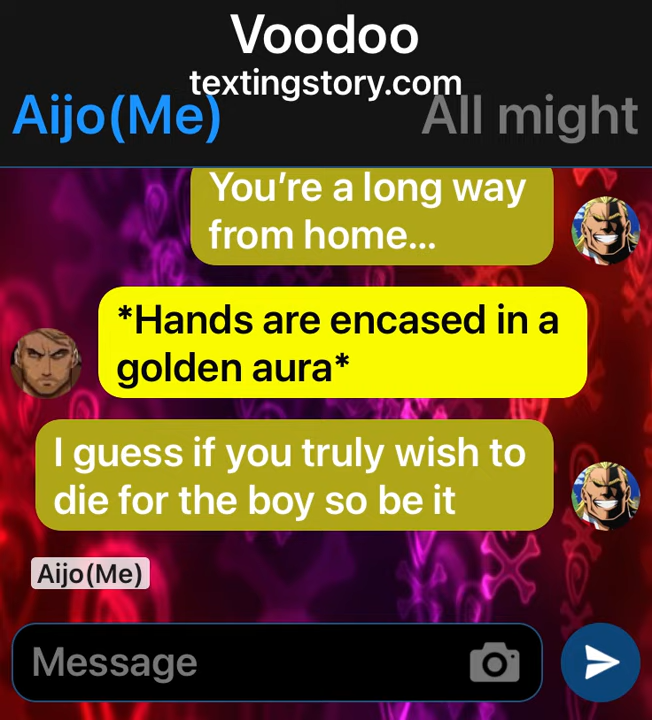 Voodoo
textingstory.com
Aijo(Me)
All might
You’re a long way
from home...
*Hands are encased in a
golden aura*
I guess if you truly wish to
die for the boy so be it
Aijo(Me)
Message